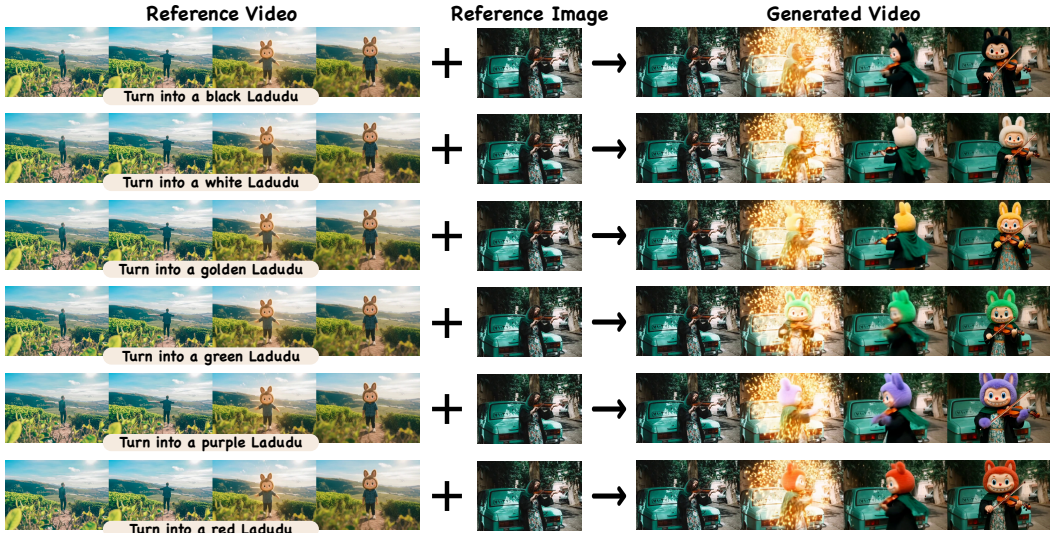 Reference Video
Reference Image
Generated Video
Turn into a black Ladudu
Turn into a white Ladudu
Turn into a golden Ladudu
Turn into a green Ladudu
Turn into a purple Ladudu
Turn into a red Ladudu